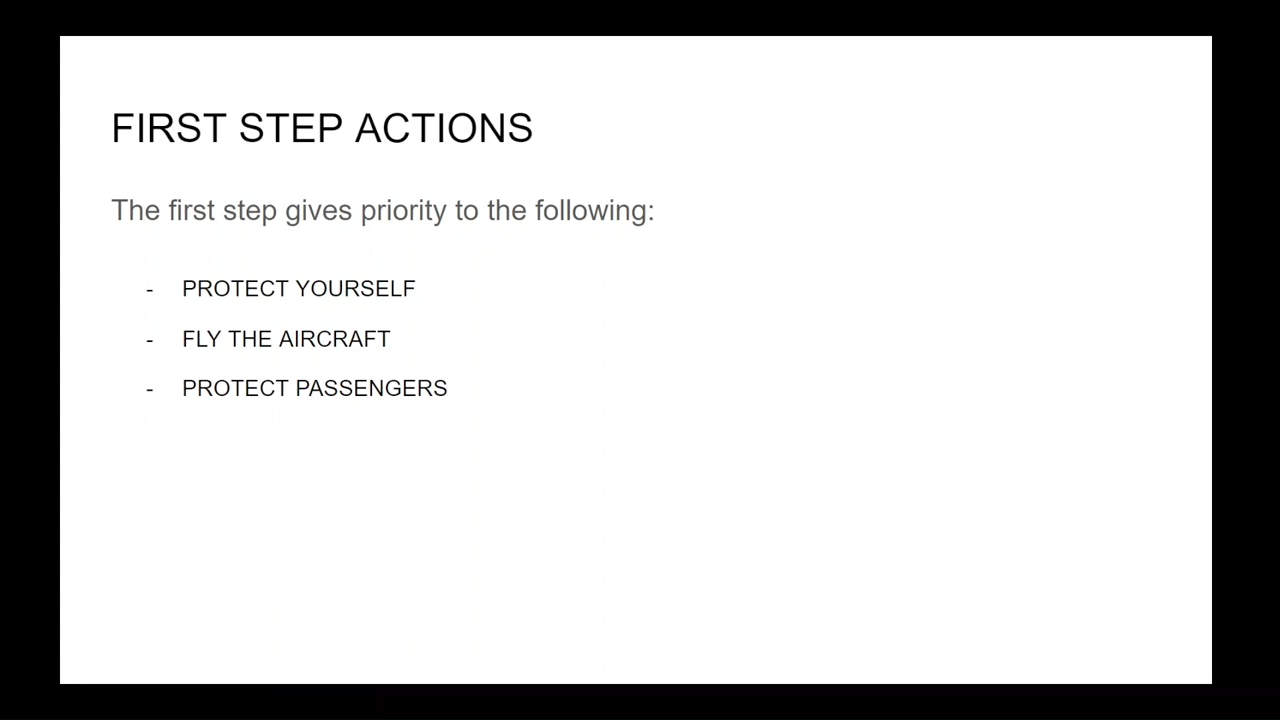 FIRST STEP ACTIONS
The first step gives priority to the following:
- PROTECT YOURSELF
- FLY THE AIRCRAFT
- PROTECT PASSENGERS